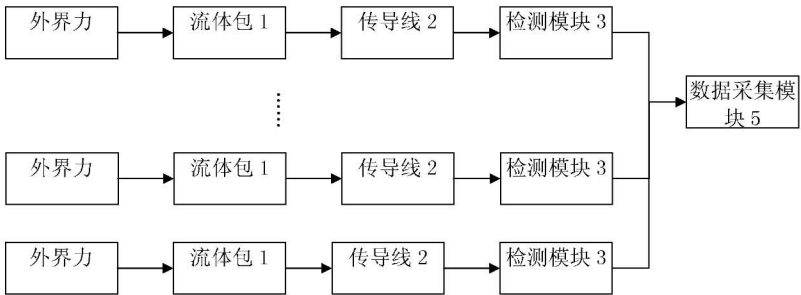 外界力
流体包 1
传导线 2
检测模块 3
数据采集模
块 5
外界力
流体包 1
传导线 2
检测模块 3
外界力
流体包 1
传导线 2
检测模块 3